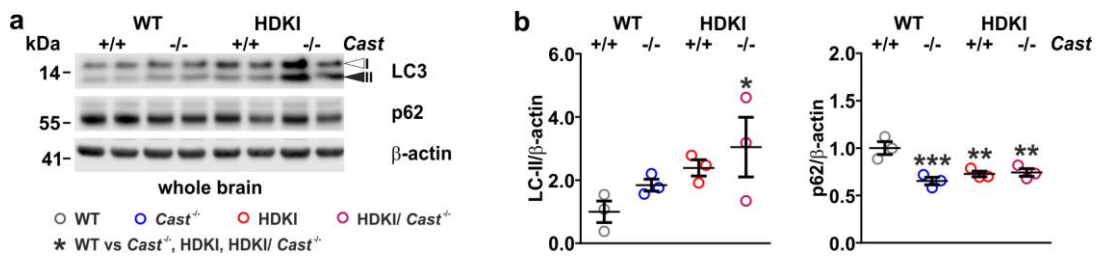 a
WT HDKI
kDa +/+ -/- +/+ -/- Cast
14 I LC3
II
55 p62
41 β-actin
whole brain
WT Cast-/- HDKI HDKI/ Cast-/-
* WT vs Cast-/-, HDKI, HDKI/ Cast-/-
b
WT HDKI WT HDKI
+/+ -/- +/+ -/- +/+ -/- +/+ -/- Cast
LC-II/β-actin
6.0
4.0
2.0
0.0
*
p62/β-actin
2.0
1.5
1.0
0.5
0.0
*** ** **